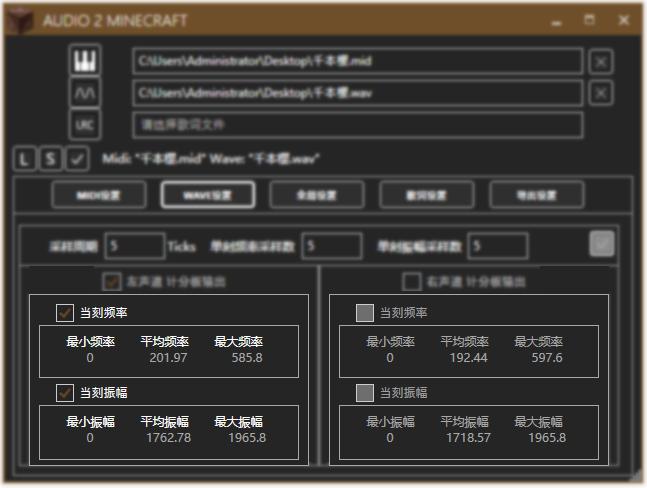 AUDIO 2 MINECRAFT
C:\Users\Administrator\Desktop\千本樱.mid
C:\Users\Administrator\Desktop\千本樱.wav
LRC 请选择歌词文件
L S Midi: "千本樱.mid" Wave: "千本樱.wav"
MIDI设置 WAVE设置 全局设置 歌词设置 导出设置
采样周期 5 Ticks 单刻频率采样数 5 单刻振幅采样数 5
左声道 计分板输出 右声道 计分板输出
当刻频率 当刻频率
最小频率 平均频率 最大频率 最小频率 平均频率 最大频率
0 201.97 585.8 0 192.44 597.6
当刻振幅 当刻振幅
最小振幅 平均振幅 最大振幅 最小振幅 平均振幅 最大振幅
0 1762.78 1965.8 0 1718.57 1965.8